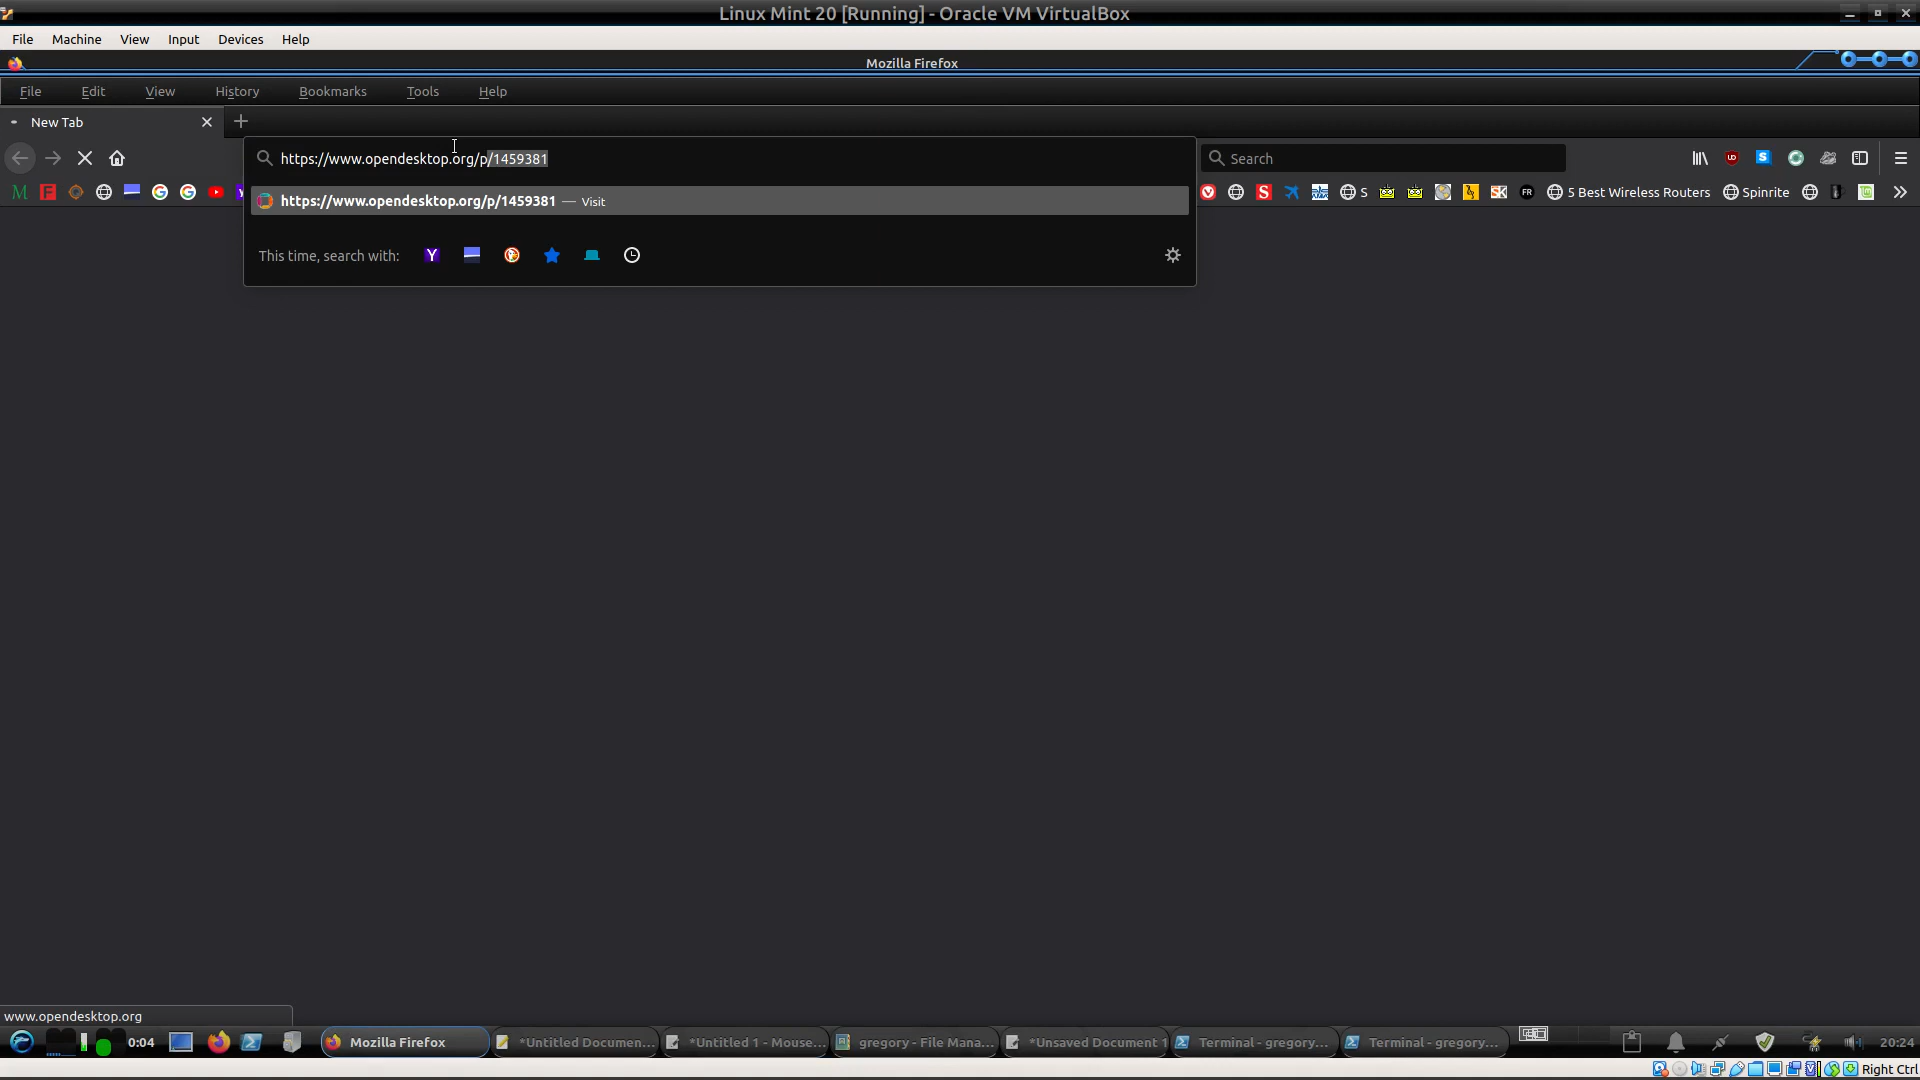 Linux Mint 20 [Running] - Oracle VM VirtualBox
File Machine View Input Devices Help
Mozilla Firefox
File Edit View History Bookmarks Tools Help
New Tab
https://www.opendesktop.org/p/1459381
Search
S
5 Best Wireless Routers
Spinrite
https://www.opendesktop.org/p/1459381 — Visit
This time, search with:
www.opendesktop.org
0:04
Mozilla Firefox
*Untitled Documen...
*Untitled 1 - Mouse...
gregory - File Mana...
*Unsaved Document 1
Terminal - gregory...
Terminal - gregory...
20:24
Right Ctrl